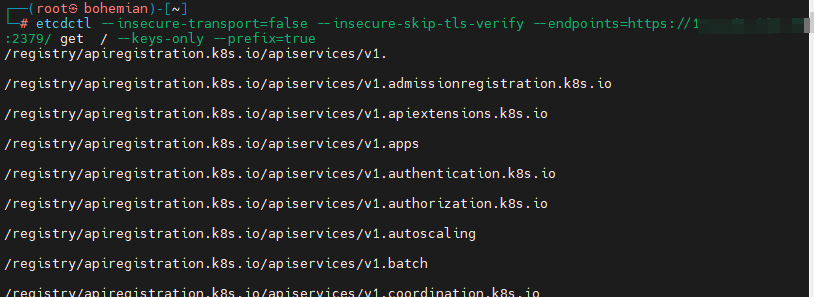 ┌──(root㉿bohemian)-[~]
└─# etcdctl --insecure-transport=false --insecure-skip-tls-verify --endpoints=https://1
:2379/ get / --keys-only --prefix=true
/registry/apiregistration.k8s.io/apiservices/v1.
/registry/apiregistration.k8s.io/apiservices/v1.admissionregistration.k8s.io
/registry/apiregistration.k8s.io/apiservices/v1.apiextensions.k8s.io
/registry/apiregistration.k8s.io/apiservices/v1.apps
/registry/apiregistration.k8s.io/apiservices/v1.authentication.k8s.io
/registry/apiregistration.k8s.io/apiservices/v1.authorization.k8s.io
/registry/apiregistration.k8s.io/apiservices/v1.autoscaling
/registry/apiregistration.k8s.io/apiservices/v1.batch
/registry/apiregistration.k8s.io/apiservices/v1.coordination.k8s.io